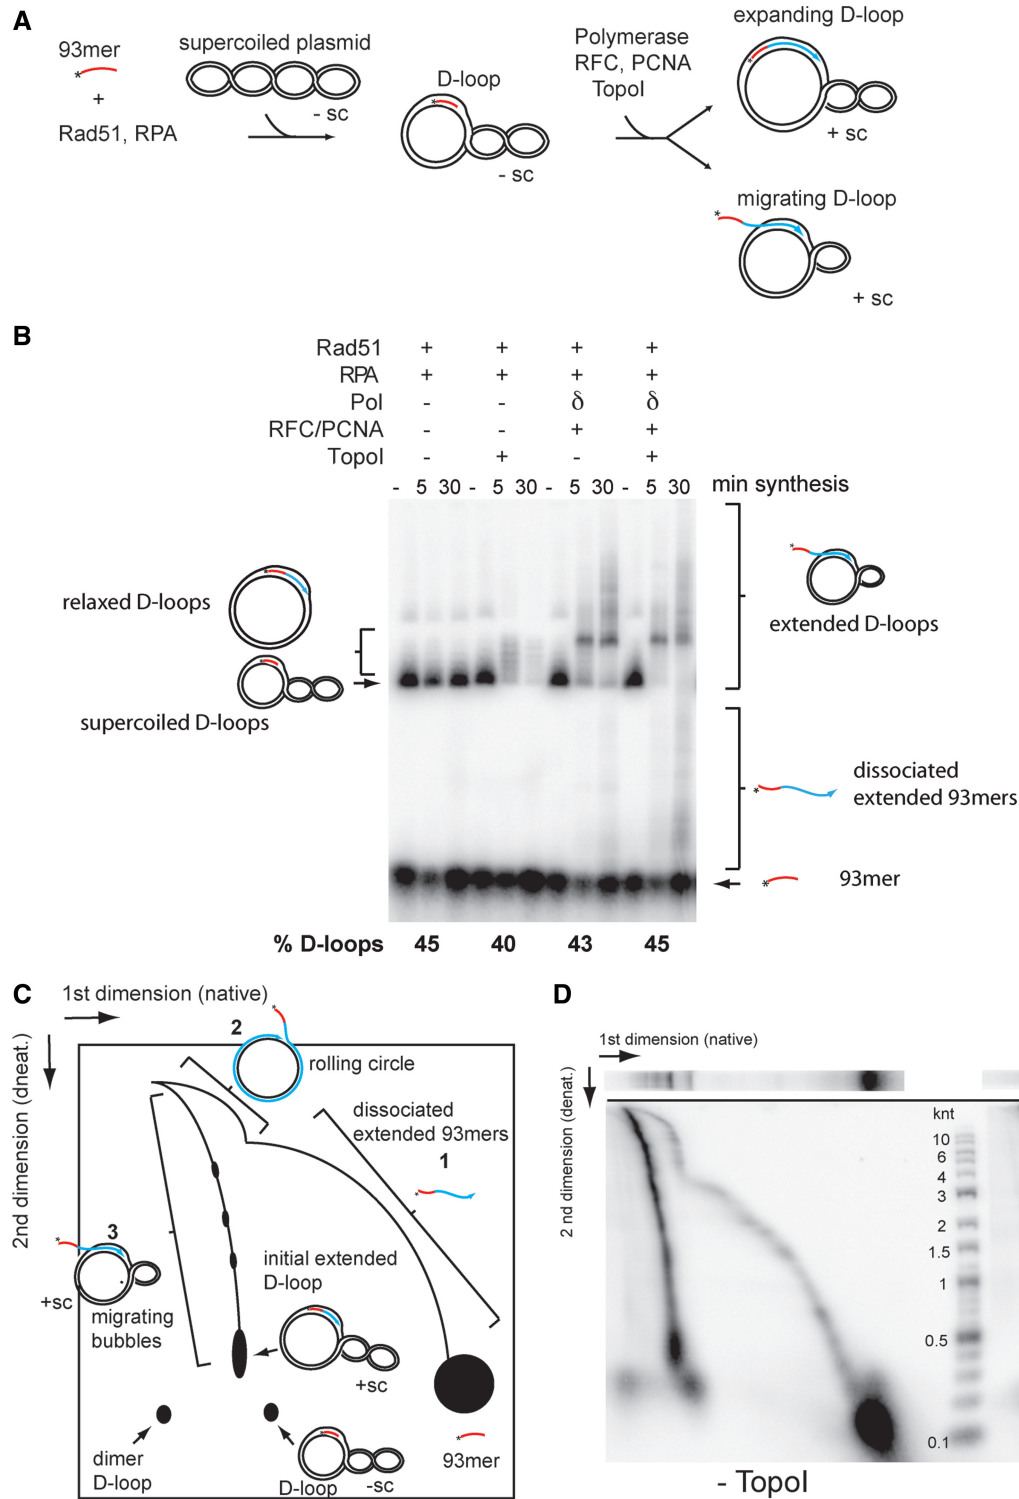 A
93mer
*
+
Rad51, RPA
supercoiled plasmid
- sc
D-loop
*
- sc
Polymerase
RFC, PCNA
TopoI
expanding D-loop
*
+ sc
migrating D-loop
*
+ sc
B
Rad51 + + + +
RPA + + + +
Pol - - δ δ
RFC/PCNA - - + +
TopoI - + - +
- 5 30 - 5 30 - 5 30 - 5 30 min synthesis
relaxed D-loops
supercoiled D-loops
extended D-loops
dissociated
extended 93mers
93mer
% D-loops 45 40 43 45
C
1st dimension (native)
2nd dimension (dneat.)
2
rolling circle
dissociated
extended 93mers
1
3
+sc
migrating
bubbles
initial extended
D-loop
+sc
dimer
D-loop
D-loop
-sc
93mer
D
1st dimension (native)
2 nd dimension (denat.)
knt
10
6
4
3
2
1.5
1
0.5
0.1
- TopoI